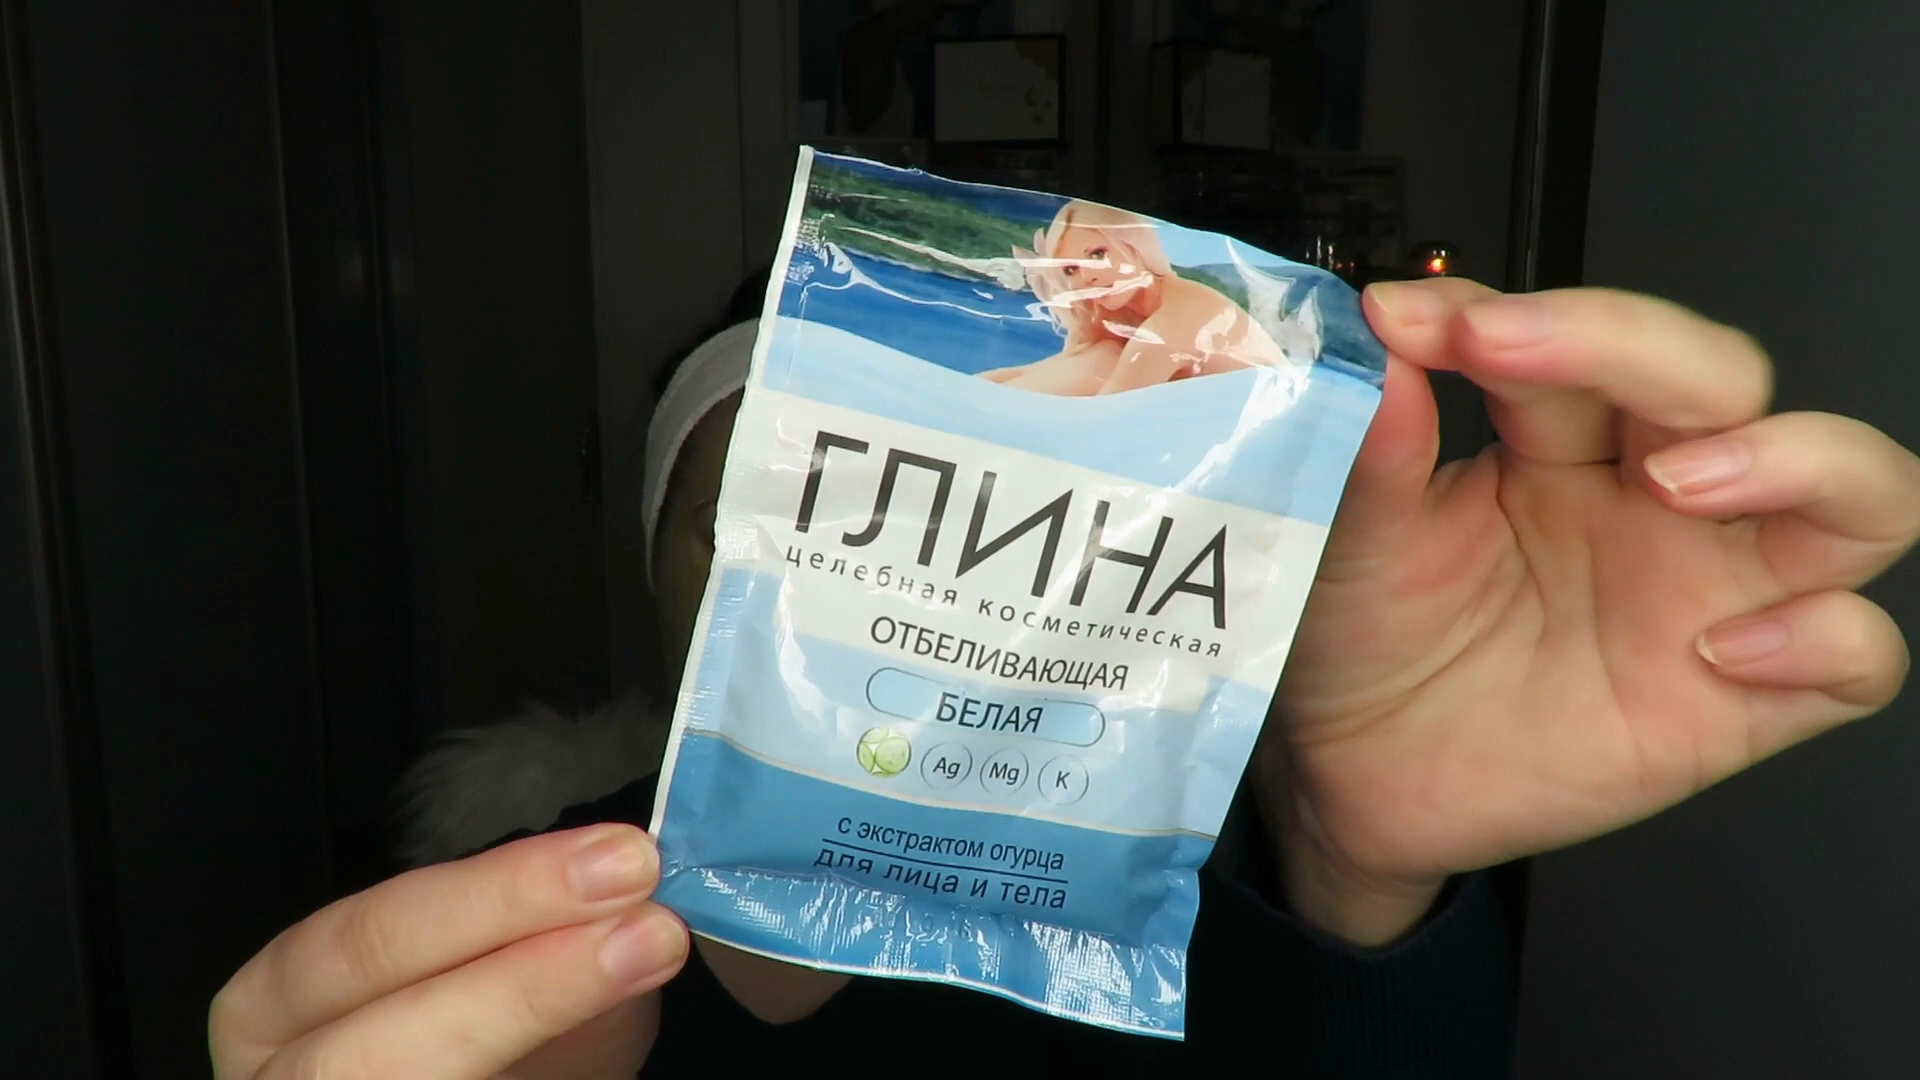 ГЛИНА
целебная косметическая
ОТБЕЛИВАЮЩАЯ
БЕЛАЯ
Ag Mg K
с экстрактом огурца
для лица и тела